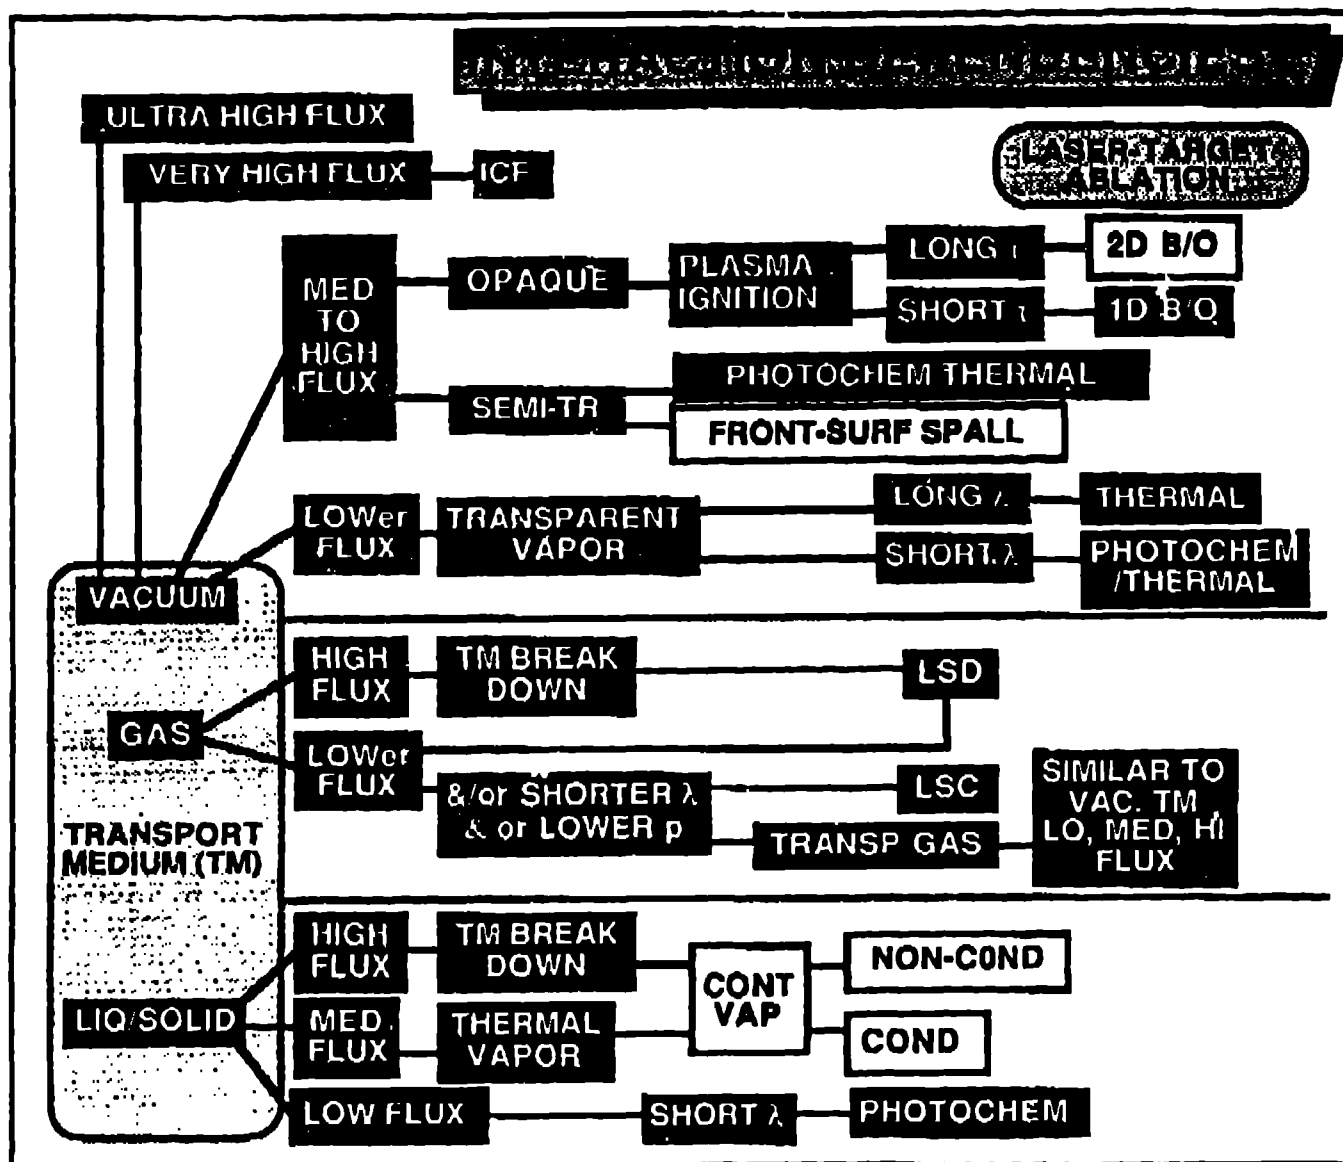 ULTRA HIGH FLUX
VERY HIGH FLUX
ICF
LASER-TARGET
ABLATION
MED
TO
HIGH
FLUX
OPAQUE
PLASMA
IGNITION
LONG τ
2D B/O
SHORT τ
1D B/O
SEMI-TR
PHOTOCHEM THERMAL
FRONT-SURF SPALL
LOWer
FLUX
TRANSPARENT
VAPOR
LONG λ
THERMAL
SHORT λ
PHOTOCHEM
/THERMAL
VACUUM
HIGH
FLUX
TM BREAK
DOWN
LSD
GAS
LOWer
FLUX
&/or SHORTER λ
& or LOWER p
LSC
TRANSP GAS
SIMILAR TO
VAC. TM
LO, MED, HI
FLUX
TRANSPORT
MEDIUM (TM)
HIGH
FLUX
TM BREAK
DOWN
CONT
VAP
NON-COND
LIQ/SOLID
MED
FLUX
THERMAL
VAPOR
COND
LOW FLUX
SHORT λ
PHOTOCHEM